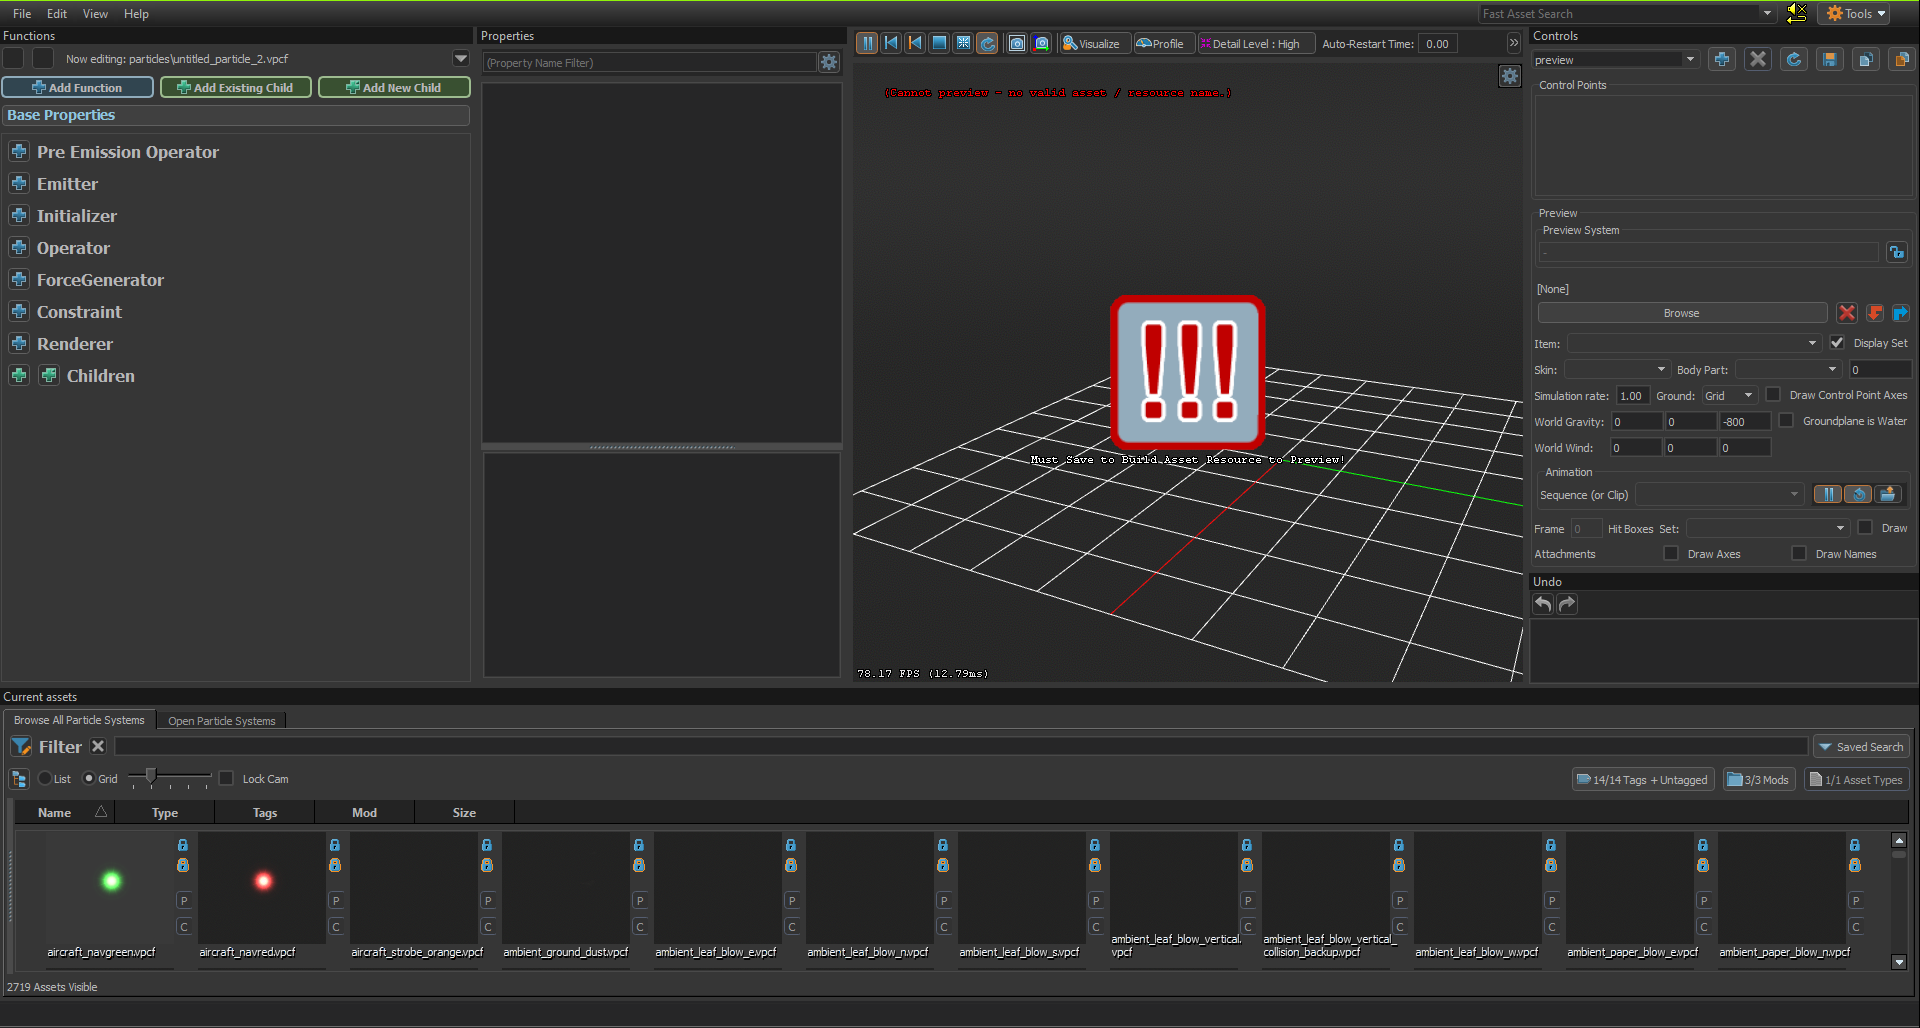 File Edit View Help
Fast Asset Search
Tools
Functions
Now editing: particles\untitled_particle_2.vpcf
Add Function Add Existing Child Add New Child
Base Properties
Pre Emission Operator
Emitter
Initializer
Operator
ForceGenerator
Constraint
Renderer
Children
Properties
(Property Name Filter)
Visualize Profile Detail Level : High Auto-Restart Time: 0.00
(Cannot preview - no valid asset / resource name.)
!!!
Must Save to Build Asset Resource to Preview!
78.17 FPS (12.79ms)
Controls
preview
Control Points
Preview
Preview System
-
[None]
Browse
Item: Display Set
Skin: Body Part: 0
Simulation rate: 1.00 Ground: Grid Draw Control Point Axes
World Gravity: 0 0 -800 Groundplane is Water
World Wind: 0 0 0
Animation
Sequence (or Clip)
Frame 0 Hit Boxes Set: Draw
Attachments Draw Axes Draw Names
Undo
Current assets
Browse All Particle Systems Open Particle Systems
Filter Saved Search
List Grid Lock Cam 14/14 Tags + Untagged 3/3 Mods 1/1 Asset Types
Name Type Tags Mod Size
P P P P P P P P P P P P
C C C C C C C C C C C C
aircraft_navgreen.vpcf
aircraft_navred.vpcf
aircraft_strobe_orange.vpcf
ambient_ground_dust.vpcf
ambient_leaf_blow_e.vpcf
ambient_leaf_blow_n.vpcf
ambient_leaf_blow_s.vpcf
ambient_leaf_blow_vertical.
vpcf
ambient_leaf_blow_vertical_
collision_backup.vpcf
ambient_leaf_blow_w.vpcf
ambient_paper_blow_e.vpcf
ambient_paper_blow_n.vpcf
2719 Assets Visible